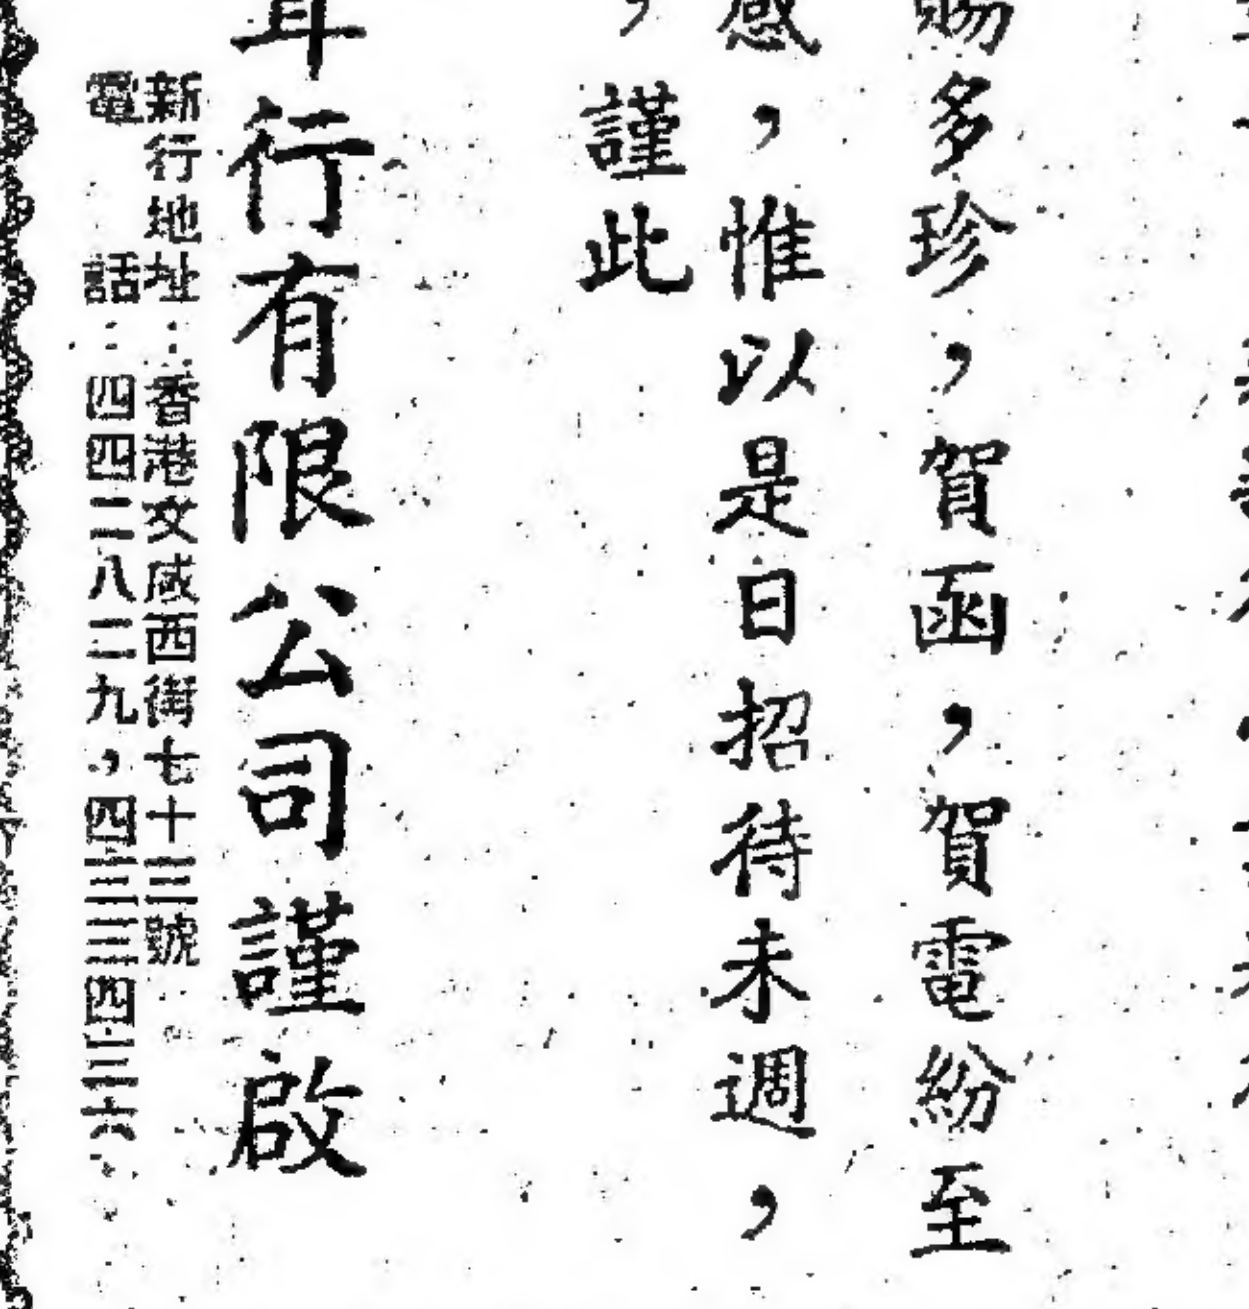 賜多珍，賀函，賀電紛至
感，惟以是日招待未週，
，謹此
行有限公司謹啟
新行地址：香港文咸西街七十三號。
電話：四四二八二九，四三三四三六